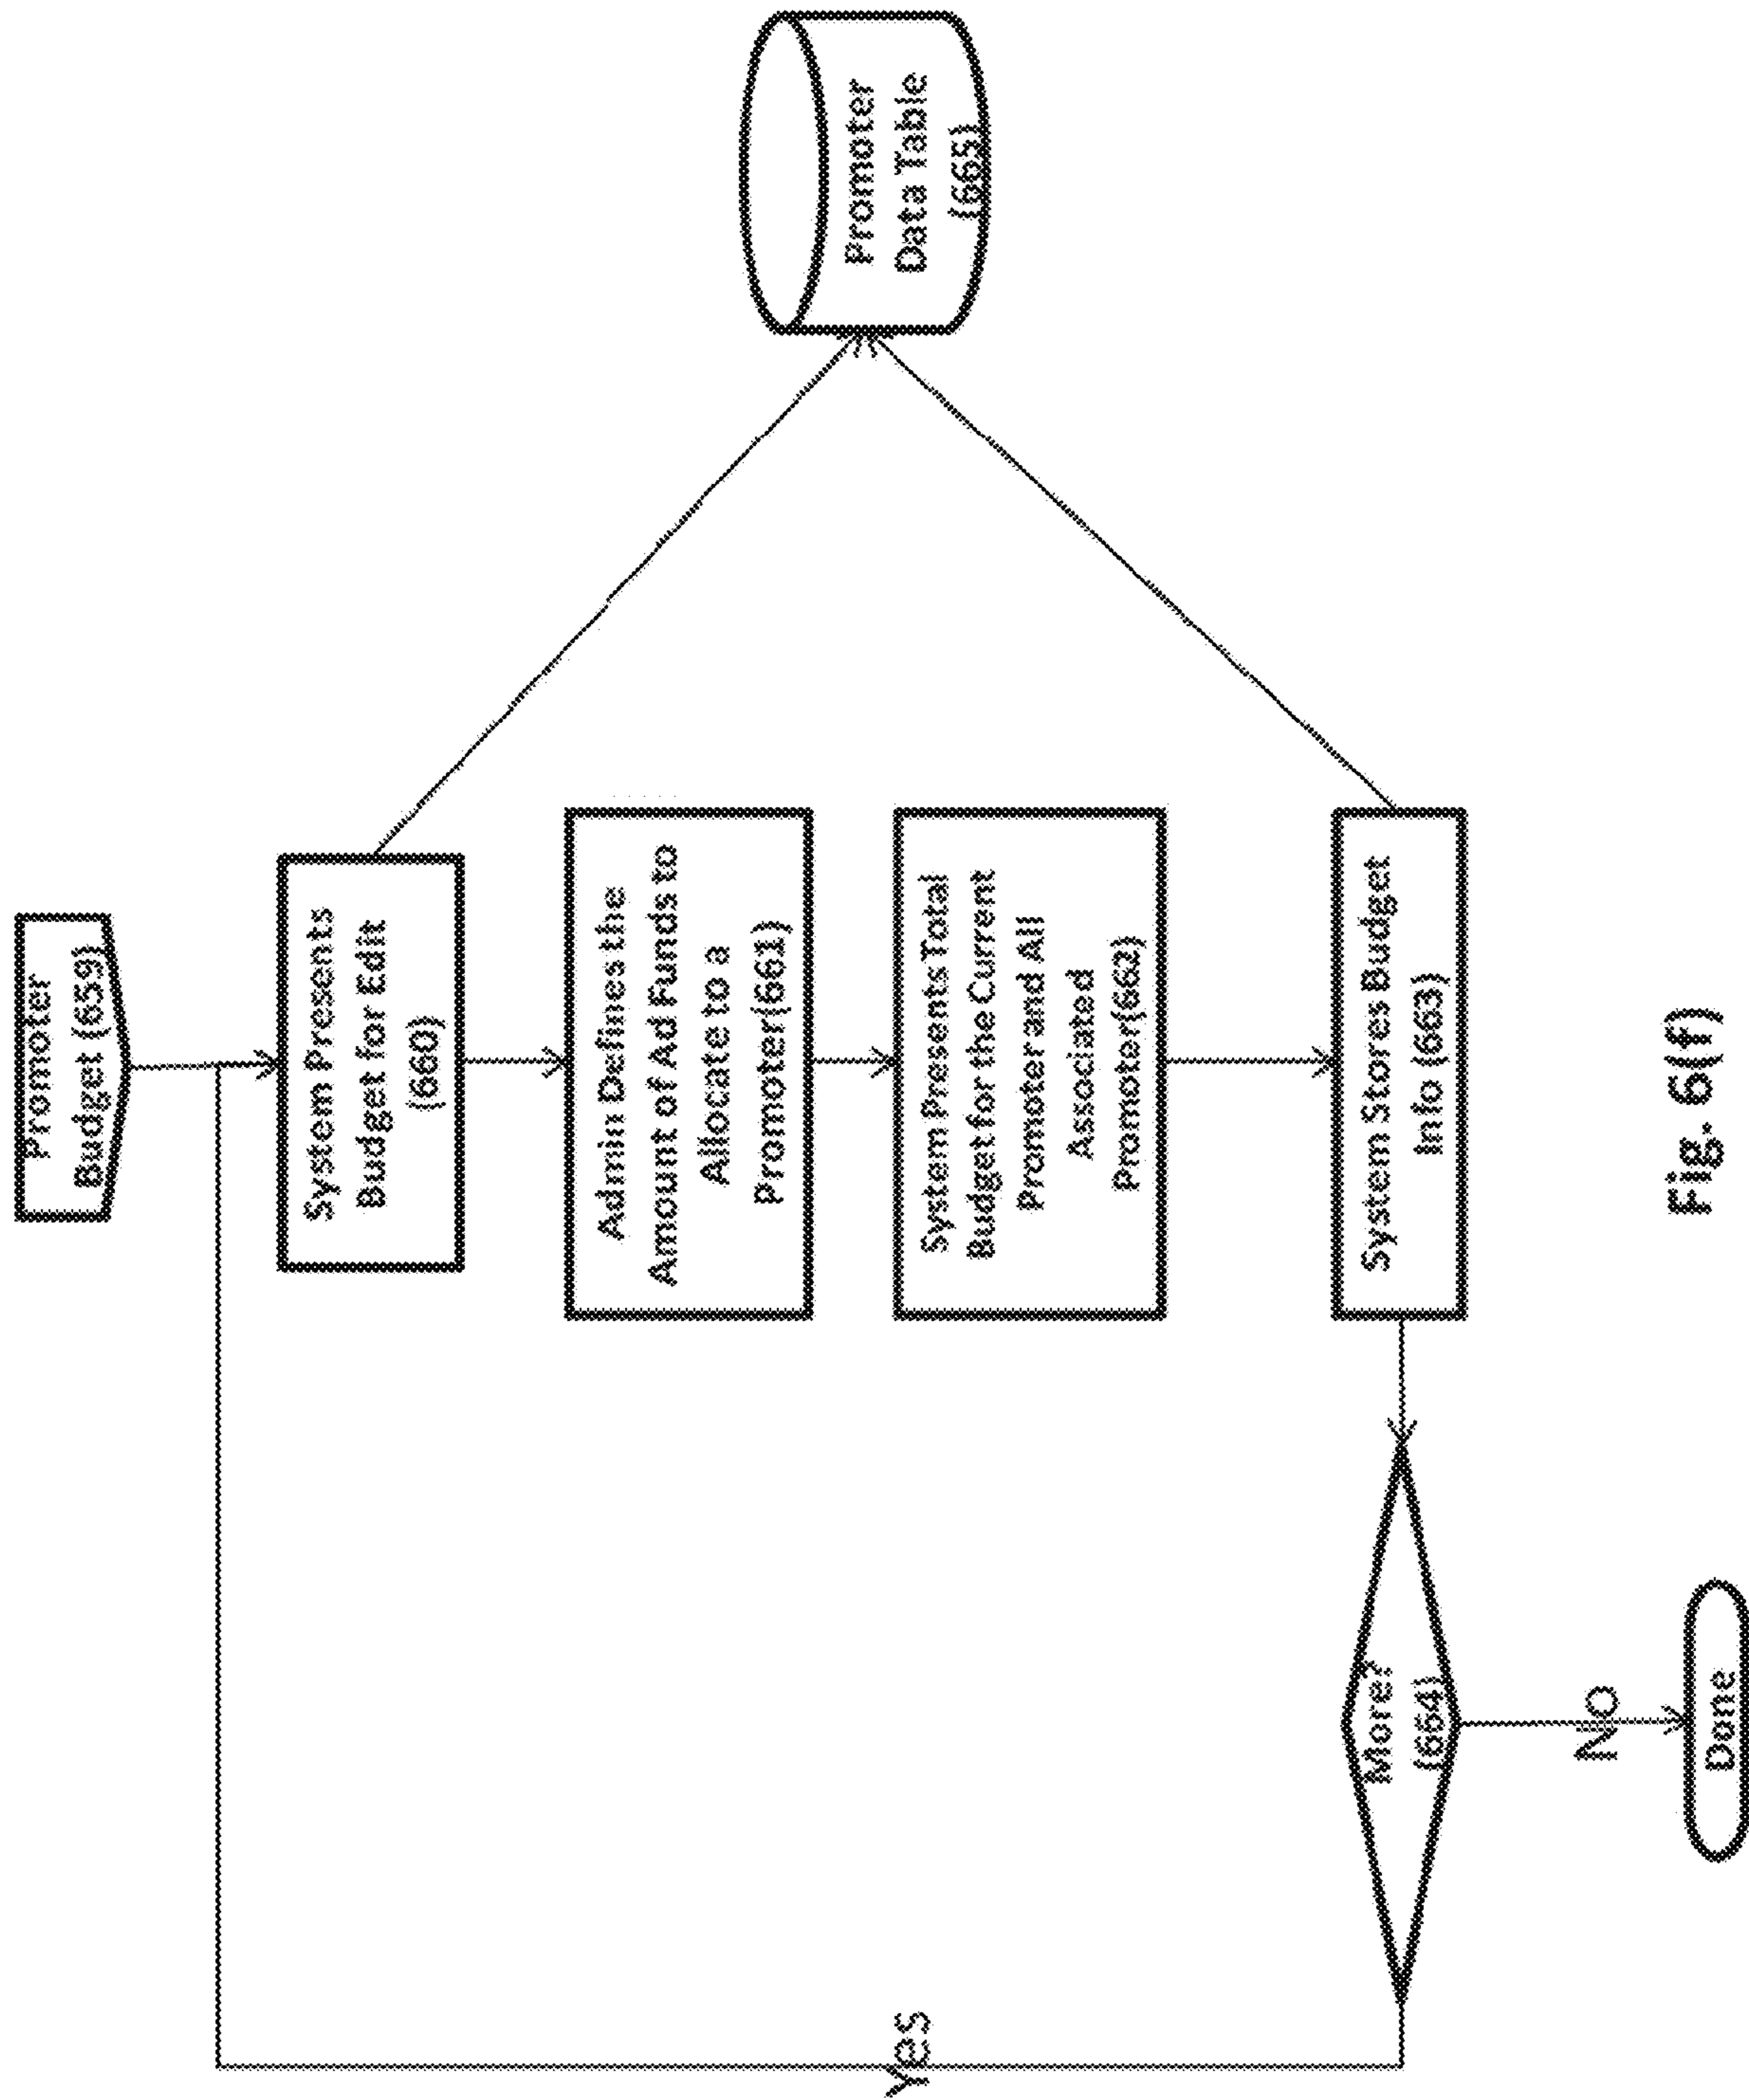 Promoter
Budget (659)
System Presents
Budget for Edit
(660)
Admin Defines the
Amount of Ad Funds to
Allocate to a
Promoter(661)
System Presents Total
Budget for the Current
Promoter and All
Associated
Promoter(662)
System Stores Budget
Info (663)
Promoter
Data Table
(665)
More?
(664)
Yes
No
Done
Fig. 6(f)